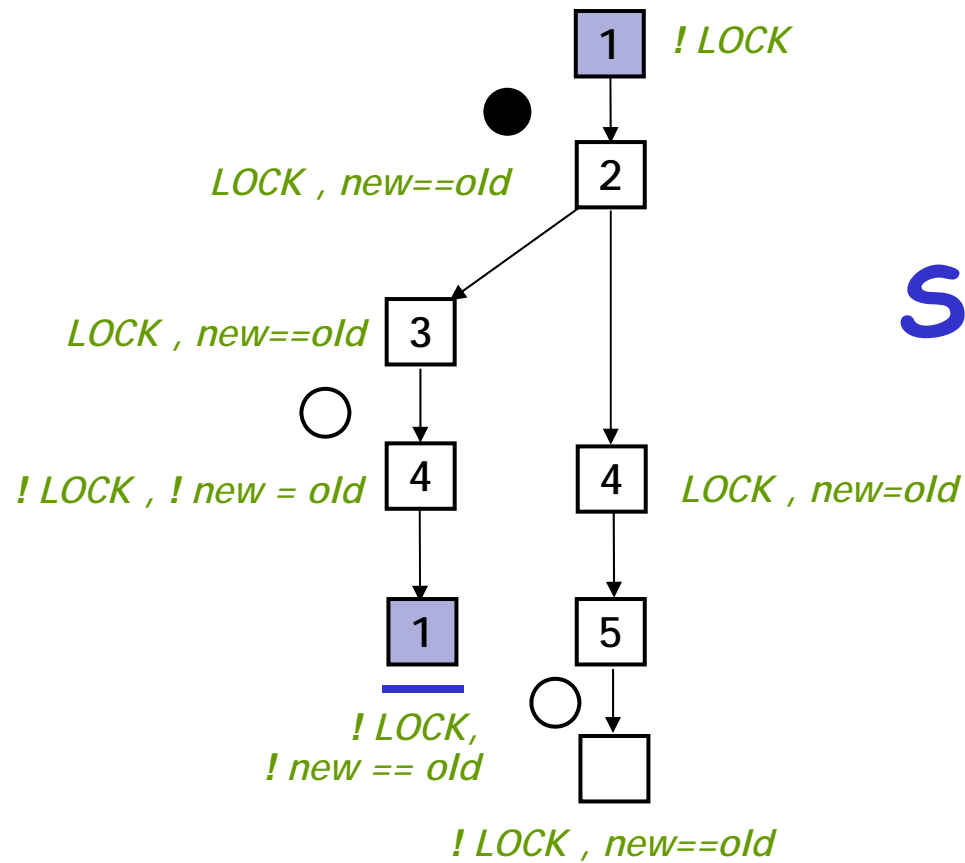 1 ! LOCK
LOCK , new==old 2
S
LOCK , new==old 3
! LOCK , ! new = old 4 4 LOCK , new=old
1 5
! LOCK,
! new == old
! LOCK , new==old